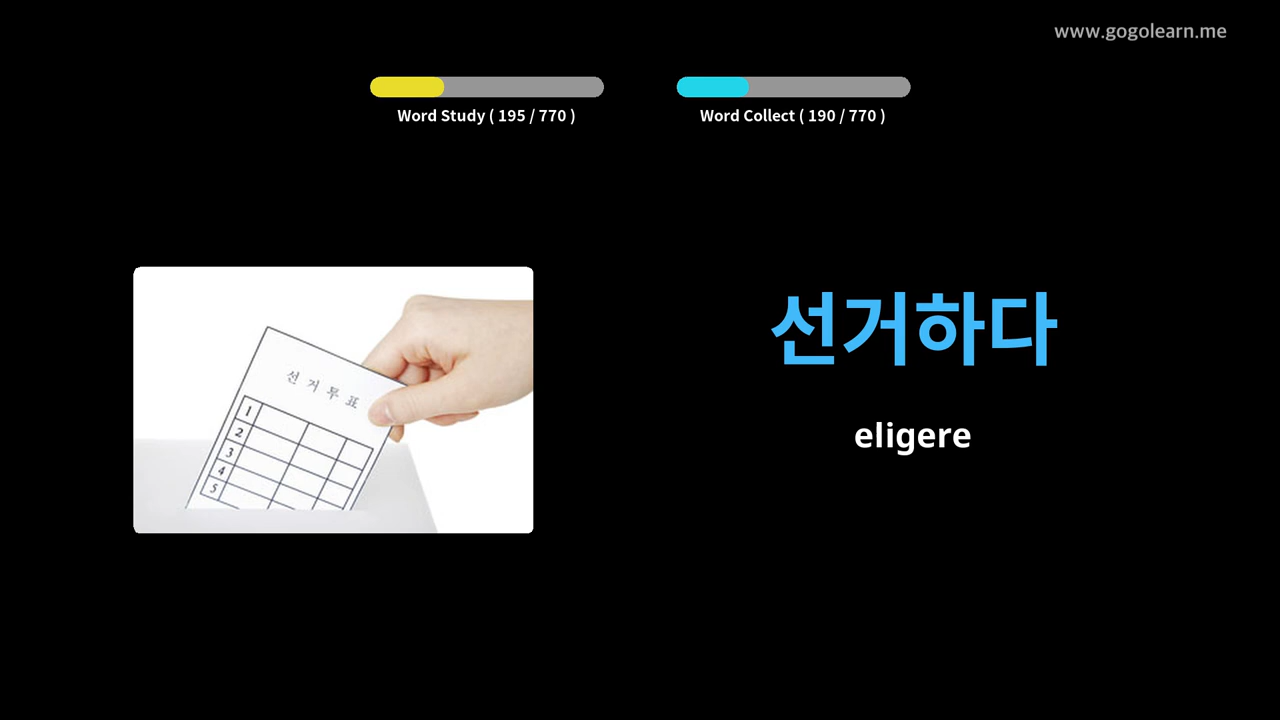 www.gogolearn.me
Word Study ( 195 / 770 )
Word Collect ( 190 / 770 )
선거투표
1
2
3
4
5
선거하다
eligere